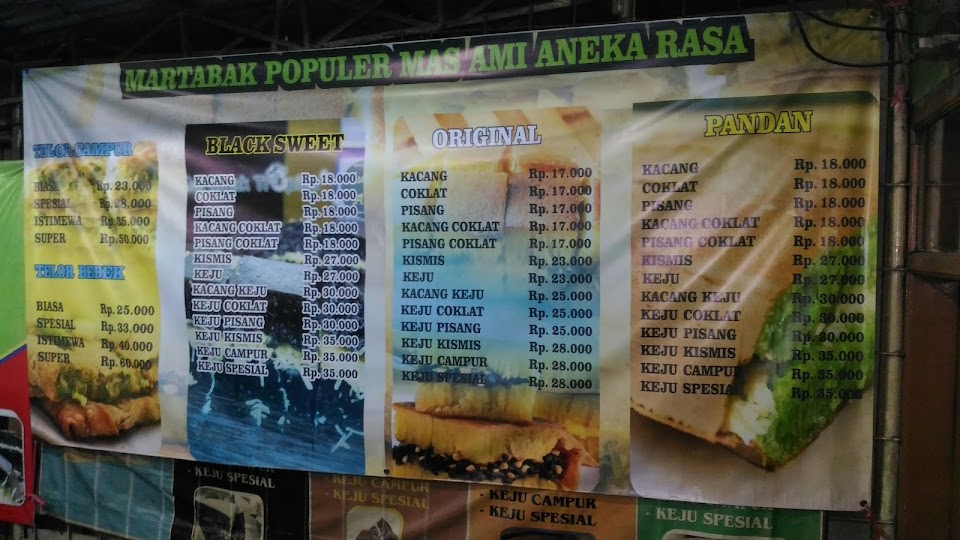 MARTABAK POPULER MAS AMI ANEKA RASA
TELOR CAMPUR
BIASA Rp. 23.000
SPESIAL Rp. 28.000
ISTIMEWA Rp. 35.000
SUPER Rp. 50.000
TELOR BEBEK
BIASA Rp. 25.000
SPESIAL Rp. 33.000
ISTIMEWA Rp. 40.000
SUPER Rp. 60.000
BLACK SWEET
KACANG Rp. 18.000
COKLAT Rp. 18.000
PISANG Rp. 18.000
KACANG COKLAT Rp. 18.000
PISANG COKLAT Rp. 18.000
KISMIS Rp. 27.000
KEJU Rp. 27.000
KACANG KEJU Rp. 30.000
KEJU COKLAT Rp. 30.000
KEJU PISANG Rp. 30.000
KEJU KISMIS Rp. 35.000
KEJU CAMPUR Rp. 35.000
KEJU SPESIAL Rp. 35.000
ORIGINAL
KACANG Rp. 17.000
COKLAT Rp. 17.000
PISANG Rp. 17.000
KACANG COKLAT Rp. 17.000
PISANG COKLAT Rp. 17.000
KISMIS Rp. 23.000
KEJU Rp. 23.000
KACANG KEJU Rp. 25.000
KEJU COKLAT Rp. 25.000
KEJU PISANG Rp. 25.000
KEJU KISMIS Rp. 28.000
KEJU CAMPUR Rp. 28.000
KEJU SPESIAL Rp. 28.000
PANDAN
KACANG Rp. 18.000
COKLAT Rp. 18.000
PISANG Rp. 18.000
KACANG COKLAT Rp. 18.000
PISANG COKLAT Rp. 18.000
KISMIS Rp. 27.000
KEJU Rp. 27.000
KACANG KEJU Rp. 30.000
KEJU COKLAT Rp. 30.000
KEJU PISANG Rp. 30.000
KEJU KISMIS Rp. 35.000
KEJU CAMPUR Rp. 35.000
KEJU SPESIAL Rp. 35.000
- KEJU SPESIAL
- KEJU CAMPUR
- KEJU SPESIAL
- KEJU CAMPUR
- KEJU SPESIAL
- KEJU SPESIAL